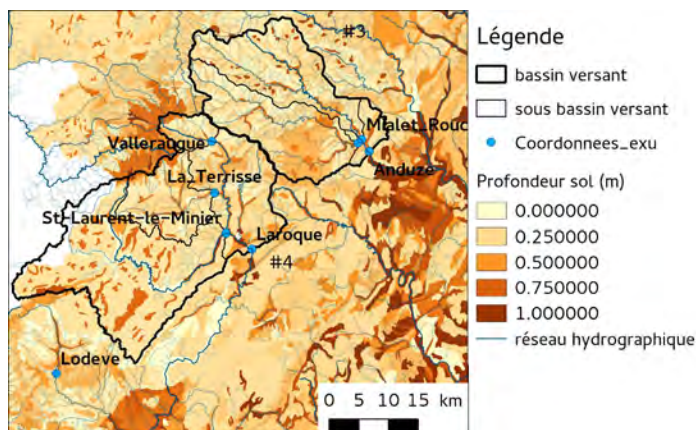 #3
Mialet_Rouc
Valleraugue
Anduze
La_Terrisse
St-Laurent-le-Minier
Laroque
#4
Lodeve
0 5 10 15 km
Légende
bassin versant
sous bassin versant
Coordonnees_exu
Profondeur sol (m)
0.000000
0.250000
0.500000
0.750000
1.000000
réseau hydrographique